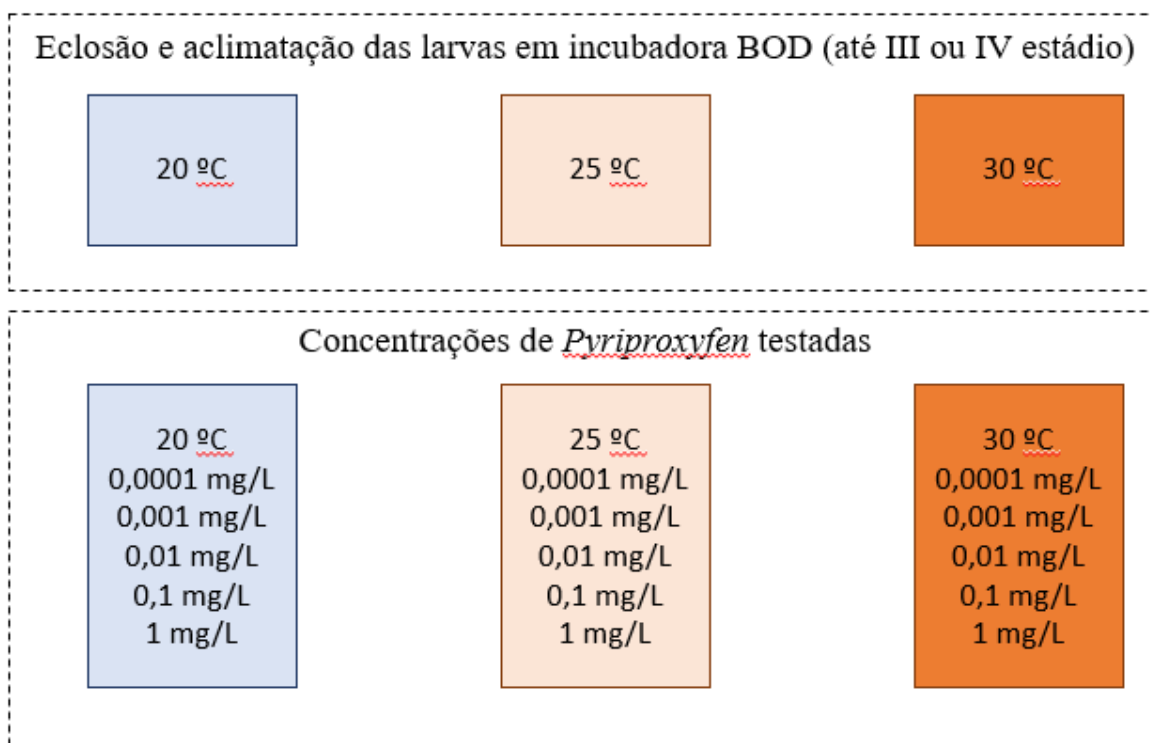 Eclosão e aclimatação das larvas em incubadora BOD (até III ou IV estádio)
20 ºC
25 ºC
30 ºC
Concentrações de Pyriproxyfen testadas
20 ºC
0,0001 mg/L
0,001 mg/L
0,01 mg/L
0,1 mg/L
1 mg/L
25 ºC
0,0001 mg/L
0,001 mg/L
0,01 mg/L
0,1 mg/L
1 mg/L
30 ºC
0,0001 mg/L
0,001 mg/L
0,01 mg/L
0,1 mg/L
1 mg/L